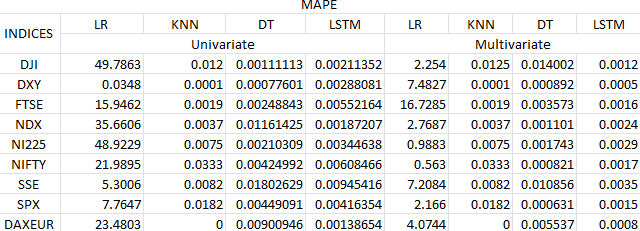 MAPE
INDICES LR KNN DT LSTM LR KNN DT LSTM
Univariate Multivariate
DJI 49.7863 0.012 0.00111113 0.00211352 2.254 0.0125 0.014002 0.0012
DXY 0.0348 0.0001 0.00077601 0.00288081 7.4827 0.0001 0.000892 0.0005
FTSE 15.9462 0.0019 0.00248843 0.00552164 16.7285 0.0019 0.003573 0.0016
NDX 35.6606 0.0037 0.01161425 0.00187207 2.7687 0.0037 0.001101 0.0024
NI225 48.9229 0.0075 0.00210309 0.00344638 0.9883 0.0075 0.001743 0.0029
NIFTY 21.9895 0.0333 0.00424992 0.00608466 0.563 0.0333 0.000821 0.0017
SSE 5.3006 0.0082 0.01802629 0.00945416 7.2084 0.0082 0.010856 0.0035
SPX 7.7647 0.0182 0.00449091 0.00416354 2.166 0.0182 0.000631 0.0015
DAXEUR 23.4803 0 0.00900946 0.00138654 4.0744 0 0.005537 0.0008